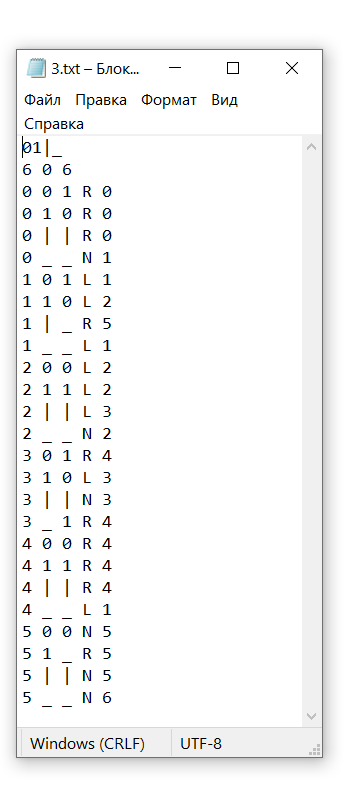 3.txt – Блок...
Файл Правка Формат Вид
Справка
01|_
6 0 6
0 0 1 R 0
0 1 0 R 0
0 | | R 0
0 _ _ N 1
1 0 1 L 1
1 1 0 L 2
1 | _ R 5
1 _ _ L 1
2 0 0 L 2
2 1 1 L 2
2 | | L 3
2 _ _ N 2
3 0 1 R 4
3 1 0 L 3
3 | | N 3
3 _ 1 R 4
4 0 0 R 4
4 1 1 R 4
4 | | R 4
4 _ _ L 1
5 0 0 N 5
5 1 _ R 5
5 | | N 5
5 _ _ N 6
Windows (CRLF) UTF-8